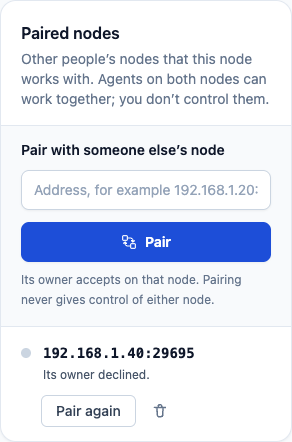 Paired nodes
Other people’s nodes that this node
works with. Agents on both nodes can
work together; you don’t control them.
Pair with someone else’s node
Address, for example 192.168.1.20:
Pair
Its owner accepts on that node. Pairing
never gives control of either node.
192.168.1.40:29695
Its owner declined.
Pair again